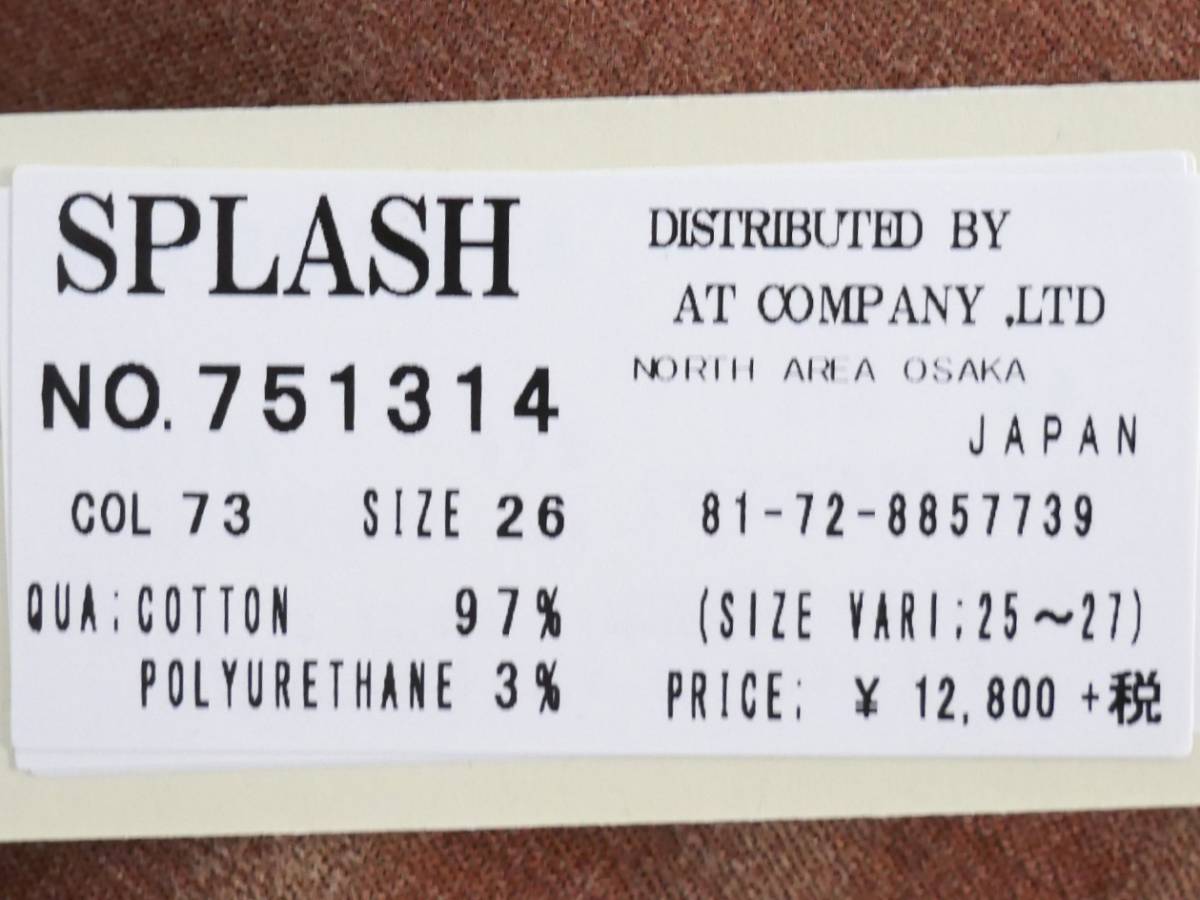 SPLASH
NO.751314
COL 73 SIZE 26
QUA;COTTON 97%
POLYURETHANE 3%
DISTRIBUTED BY
AT COMPANY ,LTD
NORTH AREA OSAKA
JAPAN
81-72-8857739
(SIZE VARI;25~27)
PRICE; ¥ 12,800 +税